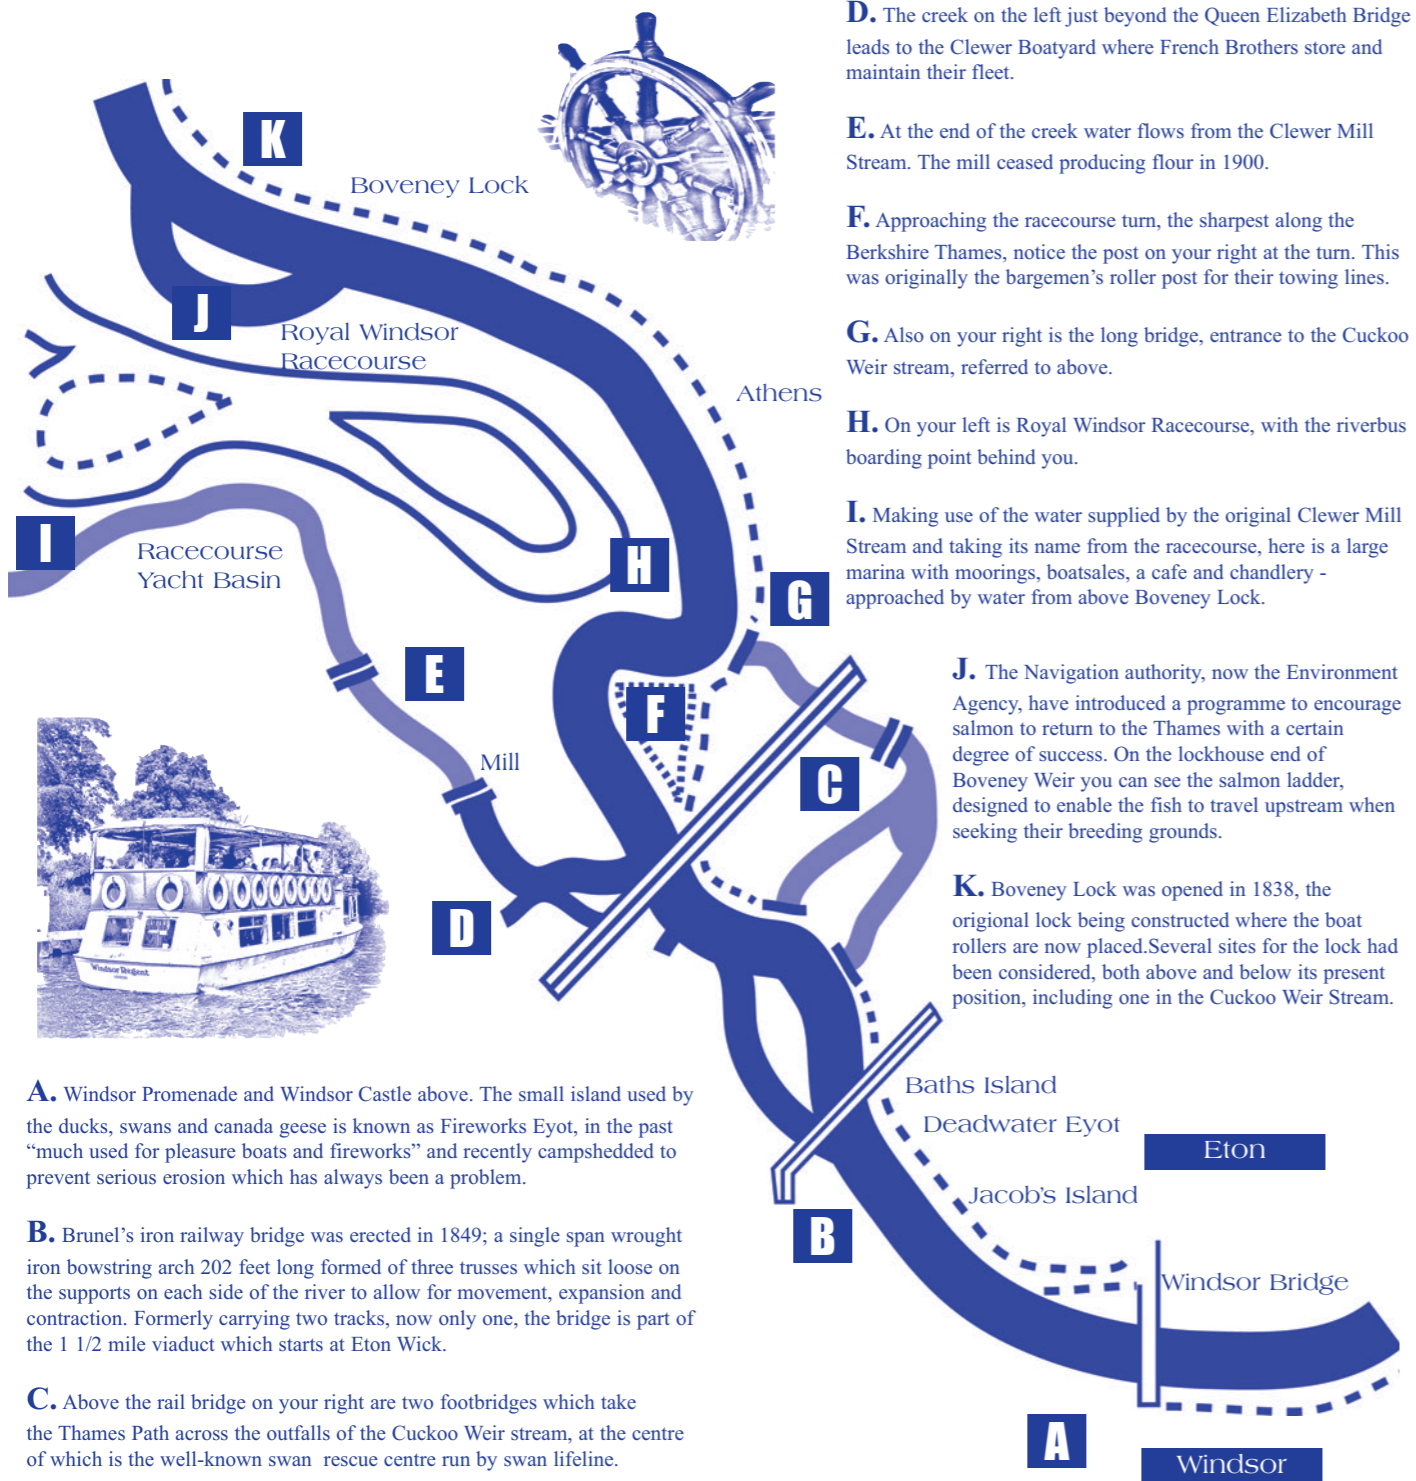 D. The creek on the left just beyond the Queen Elizabeth Bridge
leads to the Clewer Boatyard where French Brothers store and
maintain their fleet.
E. At the end of the creek water flows from the Clewer Mill
Stream. The mill ceased producing flour in 1900.
F. Approaching the racecourse turn, the sharpest along the
Berkshire Thames, notice the post on your right at the turn. This
was originally the bargemen’s roller post for their towing lines.
G. Also on your right is the long bridge, entrance to the Cuckoo
Weir stream, referred to above.
H. On your left is Royal Windsor Racecourse, with the riverbus
boarding point behind you.
I. Making use of the water supplied by the original Clewer Mill
Stream and taking its name from the racecourse, here is a large
marina with moorings, boatsales, a cafe and chandlery -
approached by water from above Boveney Lock.
J. The Navigation authority, now the Environment
Agency, have introduced a programme to encourage
salmon to return to the Thames with a certain
degree of success. On the lockhouse end of
Boveney Weir you can see the salmon ladder,
designed to enable the fish to travel upstream when
seeking their breeding grounds.
K. Boveney Lock was opened in 1838, the
origional lock being constructed where the boat
rollers are now placed.Several sites for the lock had
been considered, both above and below its present
position, including one in the Cuckoo Weir Stream.
K
Boveney Lock
J
Royal Windsor
Racecourse
Athens
I
Racecourse
Yacht Basin
H
G
E
F
Mill
C
D
Windsor Regent
Baths Island
Deadwater Eyot
Eton
Jacob's Island
B
Windsor Bridge
A
Windsor
A. Windsor Promenade and Windsor Castle above. The small island used by
the ducks, swans and canada geese is known as Fireworks Eyot, in the past
“much used for pleasure boats and fireworks” and recently campshedded to
prevent serious erosion which has always been a problem.
B. Brunel’s iron railway bridge was erected in 1849; a single span wrought
iron bowstring arch 202 feet long formed of three trusses which sit loose on
the supports on each side of the river to allow for movement, expansion and
contraction. Formerly carrying two tracks, now only one, the bridge is part of
the 1 1/2 mile viaduct which starts at Eton Wick.
C. Above the rail bridge on your right are two footbridges which take
the Thames Path across the outfalls of the Cuckoo Weir stream, at the centre
of which is the well-known swan rescue centre run by swan lifeline.